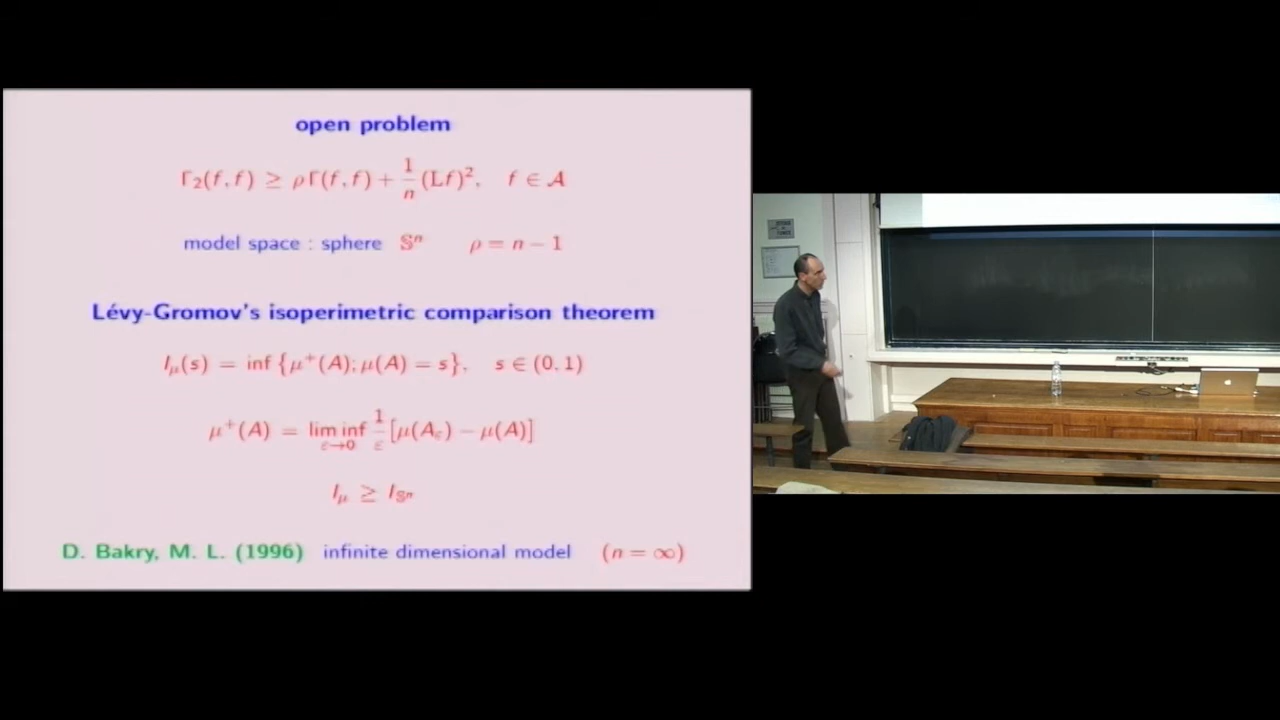 open problem
Γ₂(f, f) ≥ ρΓ(f, f) + 1/n (Lf)², f ∈ 𝒜
model space : sphere 𝕊ⁿ ρ = n − 1
Lévy-Gromov's isoperimetric comparison theorem
I_μ(s) = inf {μ⁺(A); μ(A) = s}, s ∈ (0, 1)
μ⁺(A) = lim inf_{ε→0} 1/ε [μ(A_ε) − μ(A)]
I_μ ≥ I_{𝕊ⁿ}
D. Bakry, M. L. (1996) infinite dimensional model (n = ∞)